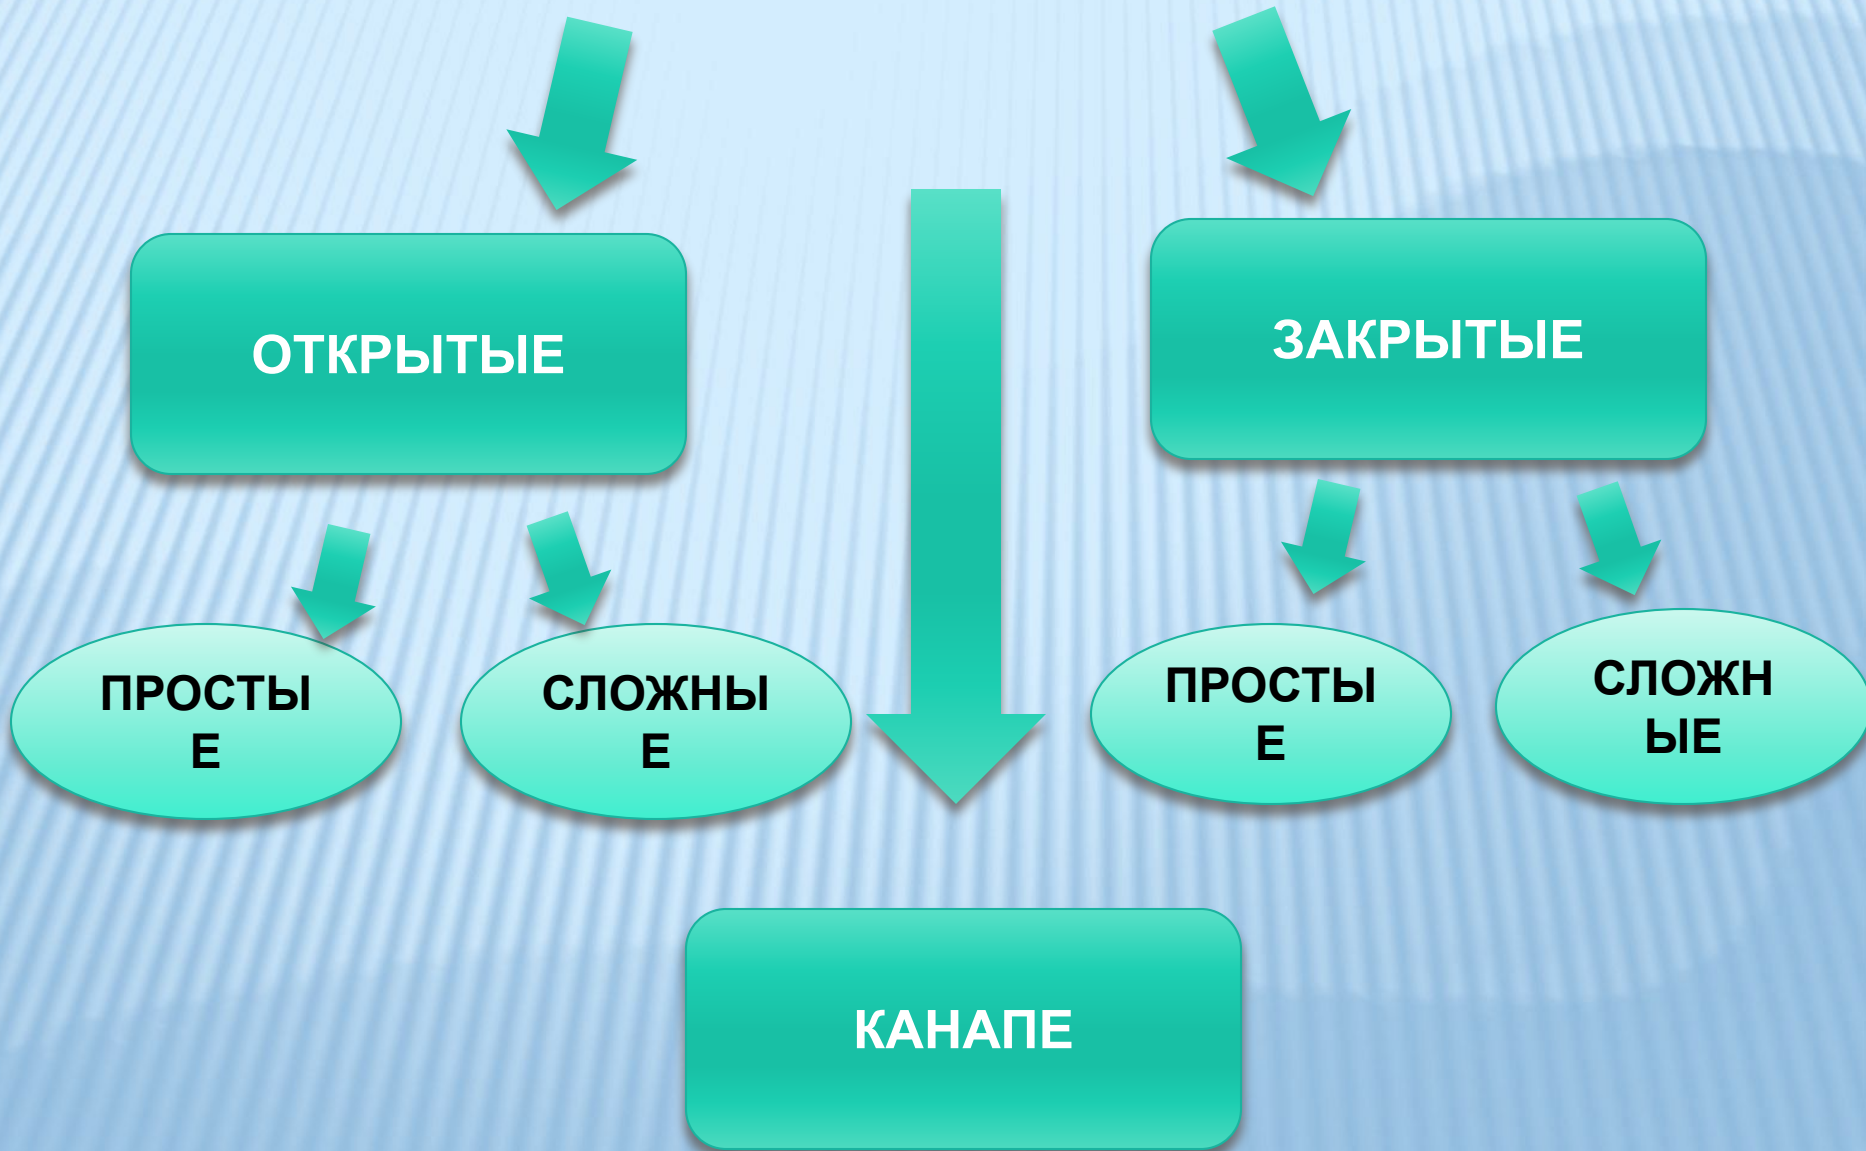 ОТКРЫТЫЕ
ЗАКРЫТЫЕ
ПРОСТЫ
Е
СЛОЖНЫ
Е
ПРОСТЫ
Е
СЛОЖН
ЫЕ
КАНАПЕ